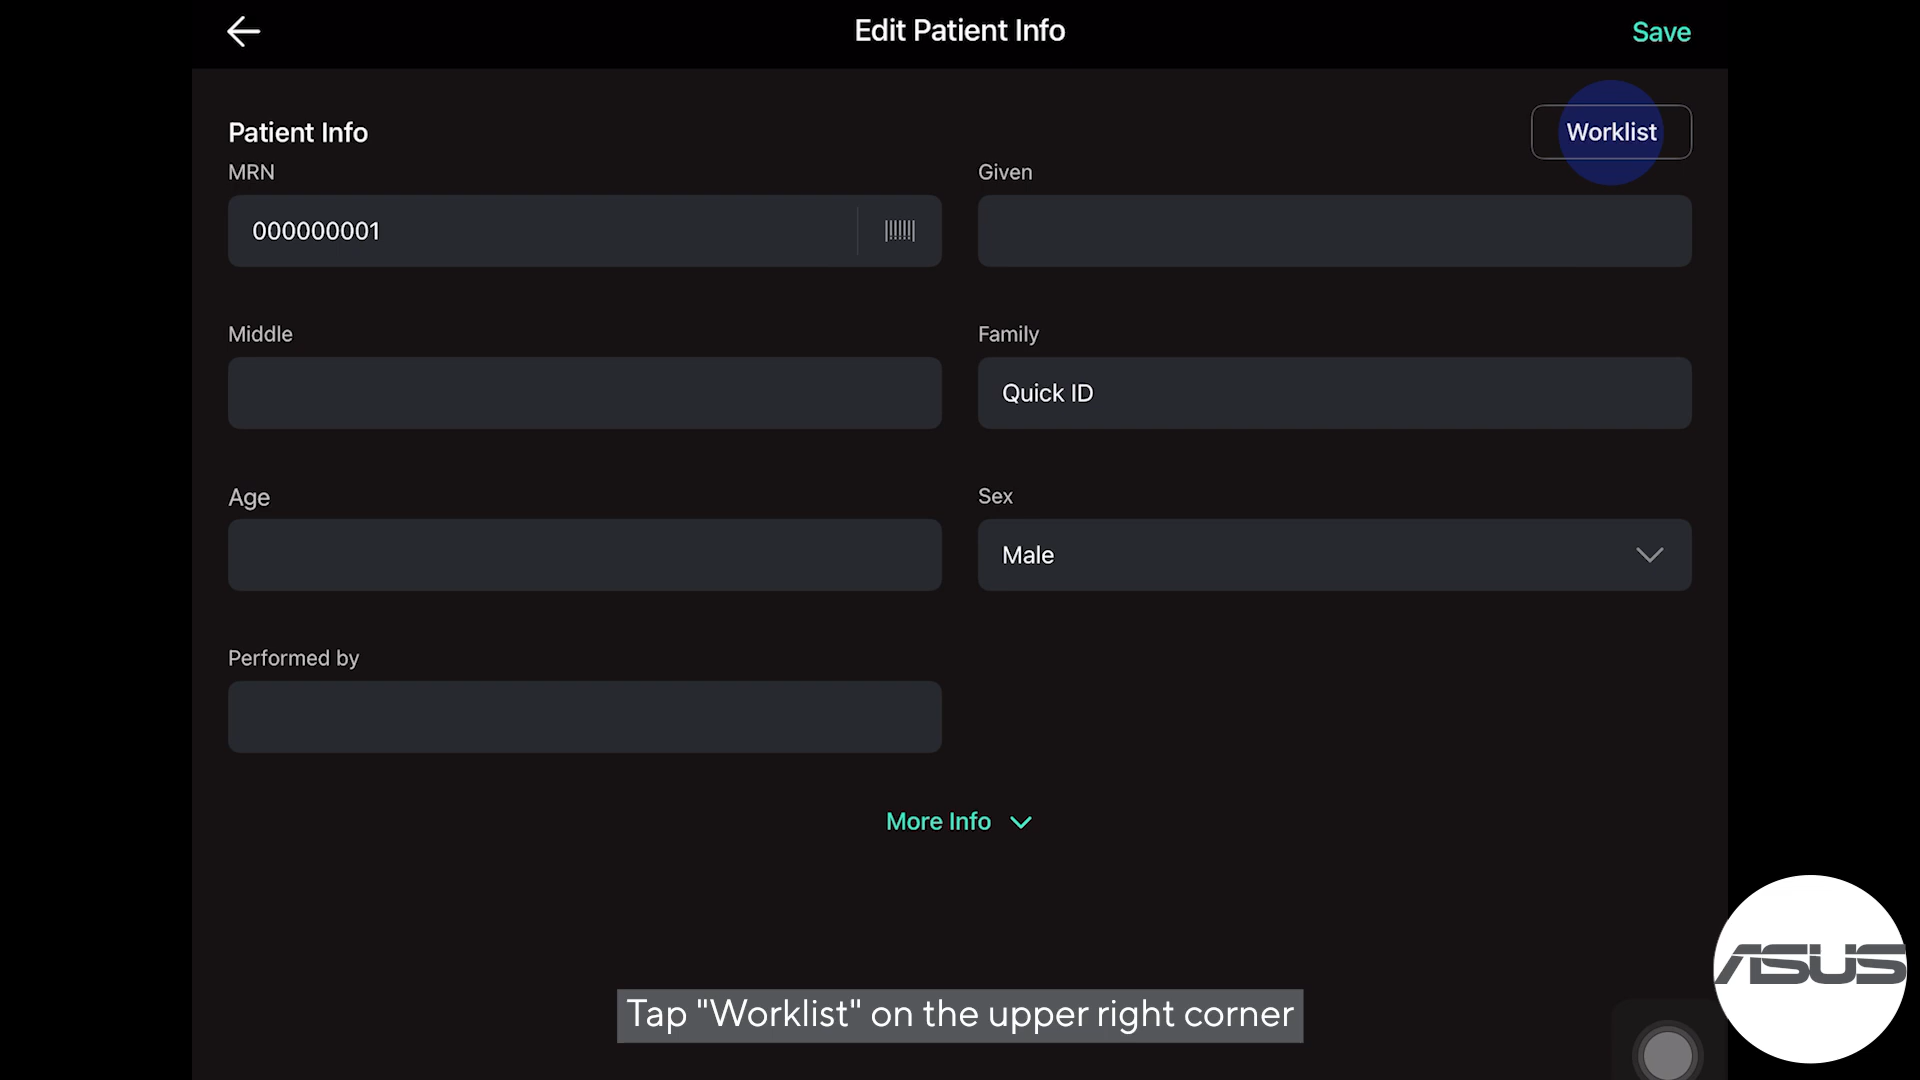 Edit Patient Info
Save
Patient Info
Worklist
MRN
Given
000000001
Middle
Family
Quick ID
Age
Sex
Male
Performed by
More Info
ASUS
Tap "Worklist" on the upper right corner